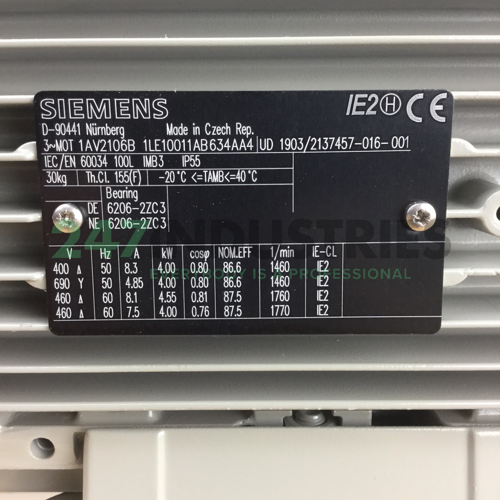 SIEMENS IE2 H CE
D-90441 Nürnberg Made in Czech Rep.
3~MOT 1AV2106B 1LE10011AB634AA4 UD 1903/2137457-016-001
IEC/EN 60034 100L IMB3 IP55
30kg Th.Cl. 155(F) -20°C <=TAMB<=40°C
Bearing
DE 6206-2ZC3
NE 6206-2ZC3
247 INDUSTRIES
EVERYBODY IS A PROFESSIONAL
V Hz A kW cosφ NOM.EFF 1/min IE-CL
400 Δ 50 8.3 4.00 0.80 86.6 1460 IE2
690 Y 50 4.85 4.00 0.80 86.6 1460 IE2
460 Δ 60 8.1 4.55 0.81 87.5 1760 IE2
460 Δ 60 7.5 4.00 0.76 87.5 1770 IE2